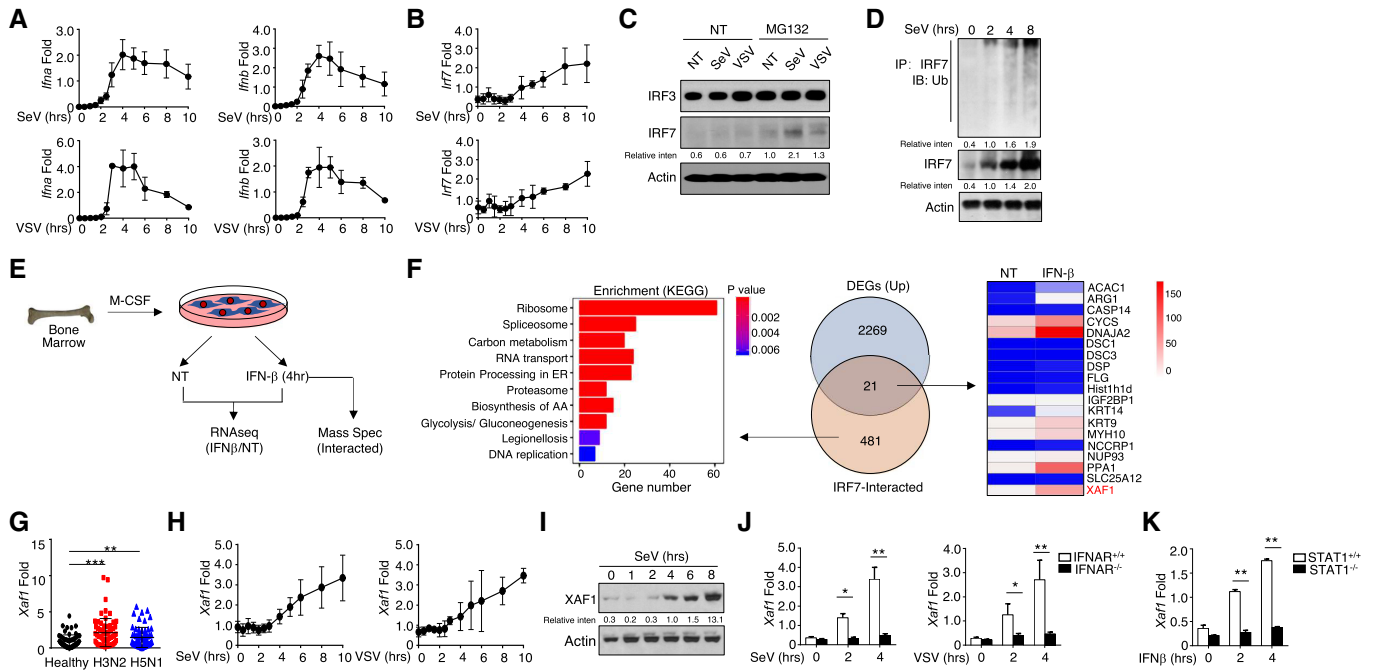 A
Ifna Fold
3.0
2.0
1.0
0
SeV (hrs) 0 2 4 6 8 10
Ifnb Fold
4.0
3.0
2.0
1.0
0
SeV (hrs) 0 2 4 6 8 10
Ifna Fold
6.0
4.0
2.0
0
VSV (hrs) 0 2 4 6 8 10
Ifnb Fold
3.0
2.0
1.0
0
VSV (hrs) 0 2 4 6 8 10
B
Irf7 Fold
4.0
3.0
2.0
1.0
0
SeV (hrs) 0 2 4 6 8 10
Irf7 Fold
4.0
3.0
2.0
1.0
0
VSV (hrs) 0 2 4 6 8 10
C
NT MG132
NT SeV VSV NT SeV VSV
IRF3
IRF7
Relative inten 0.6 0.6 0.7 1.0 2.1 1.3
Actin
D
SeV (hrs) 0 2 4 8
IP: IRF7
IB: Ub
Relative inten 0.4 1.0 1.6 1.9
IRF7
Relative inten 0.4 1.0 1.4 2.0
Actin
E
M-CSF
Bone
Marrow
NT IFN-β (4hr)
RNAseq
(IFNβ/NT)
Mass Spec
(Interacted)
F
Enrichment (KEGG)
Ribosome
Spliceosome
Carbon metabolism
RNA transport
Protein Processing in ER
Proteasome
Biosynthesis of AA
Glycolysis/ Gluconeogenesis
Legionellosis
DNA replication
0 20 40 60
Gene number
P value
0.002
0.004
0.006
DEGs (Up)
2269
21
481
IRF7-Interacted
NT IFN-β
ACAC1
ARG1
CASP14
CYCS
DNAJA2
DSC1
DSC3
DSP
FLG
Hist1h1d
IGF2BP1
KRT14
KRT9
MYH10
NCCRP1
NUP93
PPA1
SLC25A12
XAF1
150
100
50
0
G
Xaf1 Fold
15
10
5
0
**
***
Healthy H3N2 H5N1
H
Xaf1 Fold
5.0
4.0
3.0
2.0
1.0
0.0
SeV (hrs) 0 2 4 6 8 10
Xaf1 Fold
5.0
4.0
3.0
2.0
1.0
0.0
VSV (hrs) 0 2 4 6 8 10
I
SeV (hrs)
0 1 2 4 6 8
XAF1
Relative inten 0.3 0.2 0.3 1.0 1.5 13.1
Actin
J
Xaf1 Fold
5.0
4.0
3.0
2.0
1.0
0.0
*
**
SeV (hrs) 0 2 4
Xaf1 Fold
4.0
3.0
2.0
1.0
0.0
*
**
VSV (hrs) 0 2 4
IFNAR+/+
IFNAR-/-
K
Xaf1 Fold
2.0
1.5
1.0
0.5
0.0
**
**
IFNβ (hrs) 0 2 4
STAT1+/+
STAT1-/-